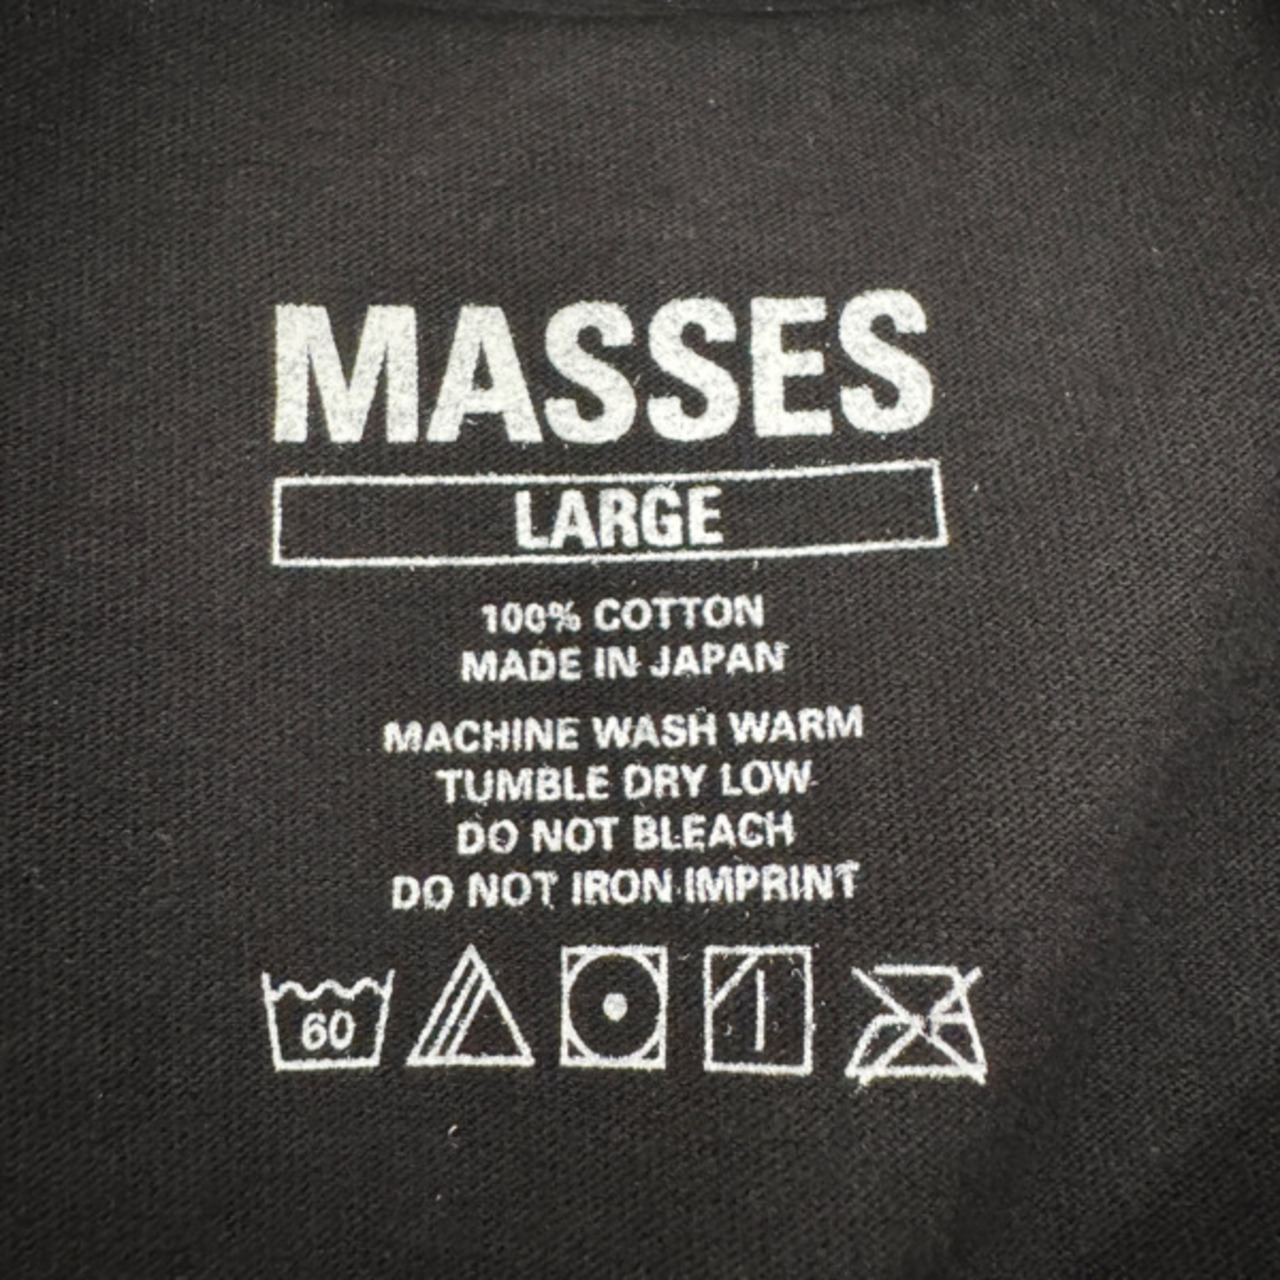 MASSES
LARGE
100% COTTON
MADE IN JAPAN
MACHINE WASH WARM
TUMBLE DRY LOW
DO NOT BLEACH
DO NOT IRON IMPRINT
60